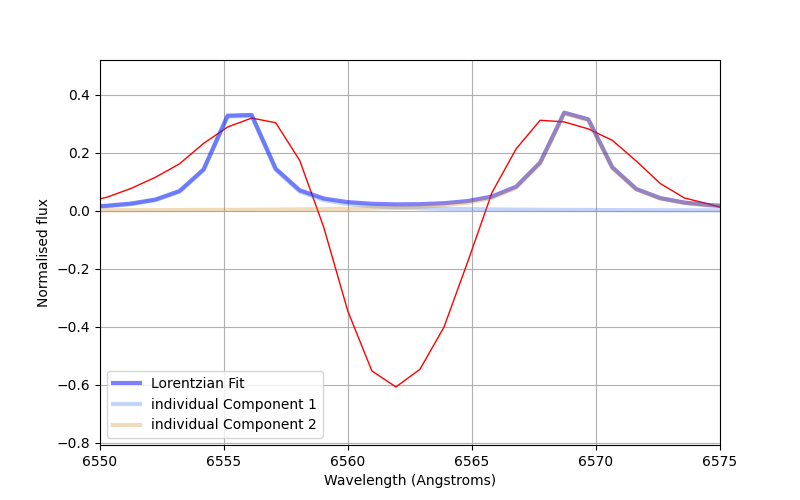 0.4
0.2
0.0
−0.2
−0.4
−0.6
−0.8
Normalised flux
Lorentzian Fit
individual Component 1
individual Component 2
6550 6555 6560 6565 6570 6575
Wavelength (Angstroms)